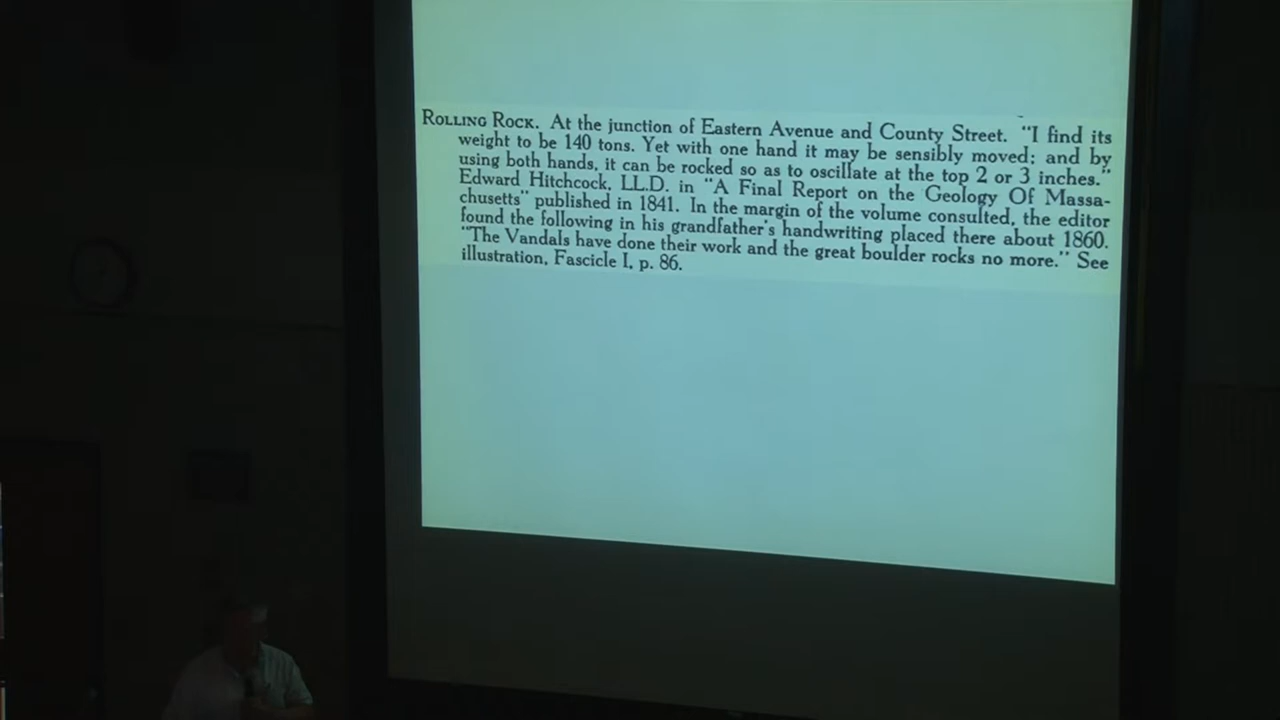 ROLLING ROCK. At the junction of Eastern Avenue and County Street. "I find its
weight to be 140 tons. Yet with one hand it may be sensibly moved; and by
using both hands, it can be rocked so as to oscillate at the top 2 or 3 inches."
Edward Hitchcock, LL.D. in "A Final Report on the Geology Of Massa-
chusetts" published in 1841. In the margin of the volume consulted, the editor
found the following in his grandfather's handwriting placed there about 1860.
"The Vandals have done their work and the great boulder rocks no more." See
illustration, Fascicle I, p. 86.